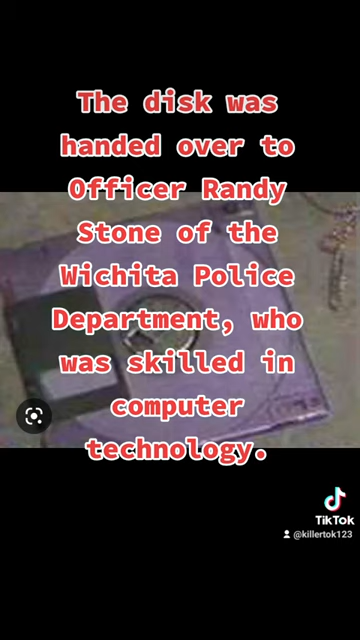 The disk was
handed over to
Officer Randy
Stone of the
Wichita Police
Department, who
was skilled in
computer
technology.
TikTok
@killertok123